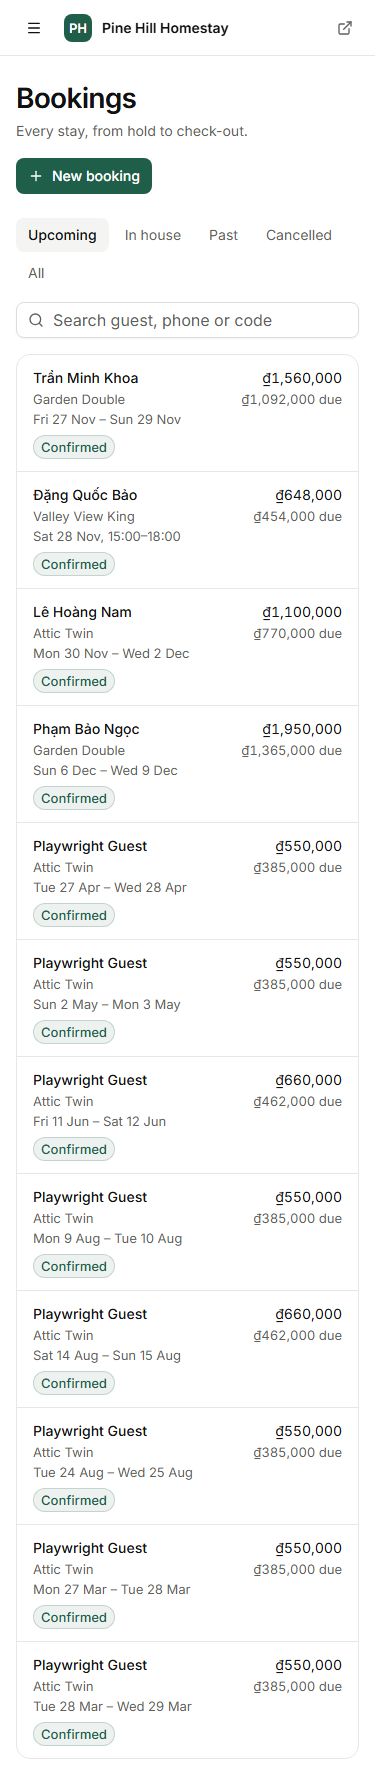 PH Pine Hill Homestay
Bookings
Every stay, from hold to check-out.
+ New booking
Upcoming In house Past Cancelled
All
Search guest, phone or code
Trần Minh Khoa ₫1,560,000
Garden Double ₫1,092,000 due
Fri 27 Nov – Sun 29 Nov
Confirmed
Đặng Quốc Bảo ₫648,000
Valley View King ₫454,000 due
Sat 28 Nov, 15:00–18:00
Confirmed
Lê Hoàng Nam ₫1,100,000
Attic Twin ₫770,000 due
Mon 30 Nov – Wed 2 Dec
Confirmed
Phạm Bảo Ngọc ₫1,950,000
Garden Double ₫1,365,000 due
Sun 6 Dec – Wed 9 Dec
Confirmed
Playwright Guest ₫550,000
Attic Twin ₫385,000 due
Tue 27 Apr – Wed 28 Apr
Confirmed
Playwright Guest ₫550,000
Attic Twin ₫385,000 due
Sun 2 May – Mon 3 May
Confirmed
Playwright Guest ₫660,000
Attic Twin ₫462,000 due
Fri 11 Jun – Sat 12 Jun
Confirmed
Playwright Guest ₫550,000
Attic Twin ₫385,000 due
Mon 9 Aug – Tue 10 Aug
Confirmed
Playwright Guest ₫660,000
Attic Twin ₫462,000 due
Sat 14 Aug – Sun 15 Aug
Confirmed
Playwright Guest ₫550,000
Attic Twin ₫385,000 due
Tue 24 Aug – Wed 25 Aug
Confirmed
Playwright Guest ₫550,000
Attic Twin ₫385,000 due
Mon 27 Mar – Tue 28 Mar
Confirmed
Playwright Guest ₫550,000
Attic Twin ₫385,000 due
Tue 28 Mar – Wed 29 Mar
Confirmed